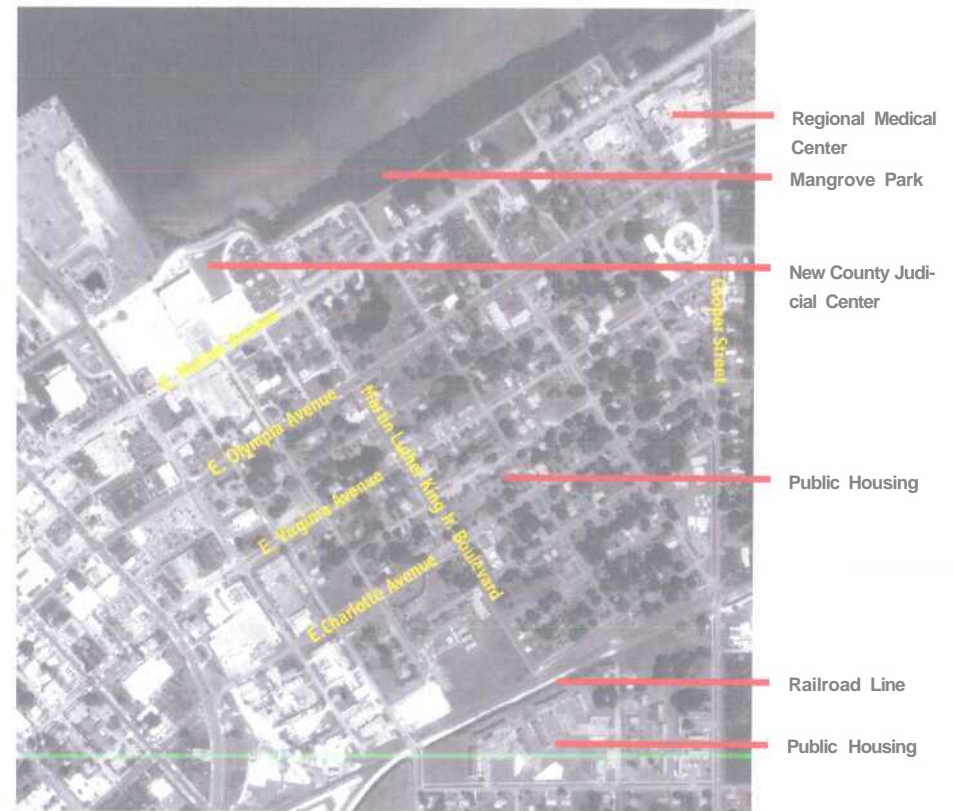 Regional Medical
Center
Mangrove Park
New County Judi-
cial Center
Cooper Street
E. Avenue
E. Olympia Avenue
Martin Luther King Jr. Boulevard
E. Virginia Avenue
Public Housing
E.Charlotte Avenue
Railroad Line
Public Housing